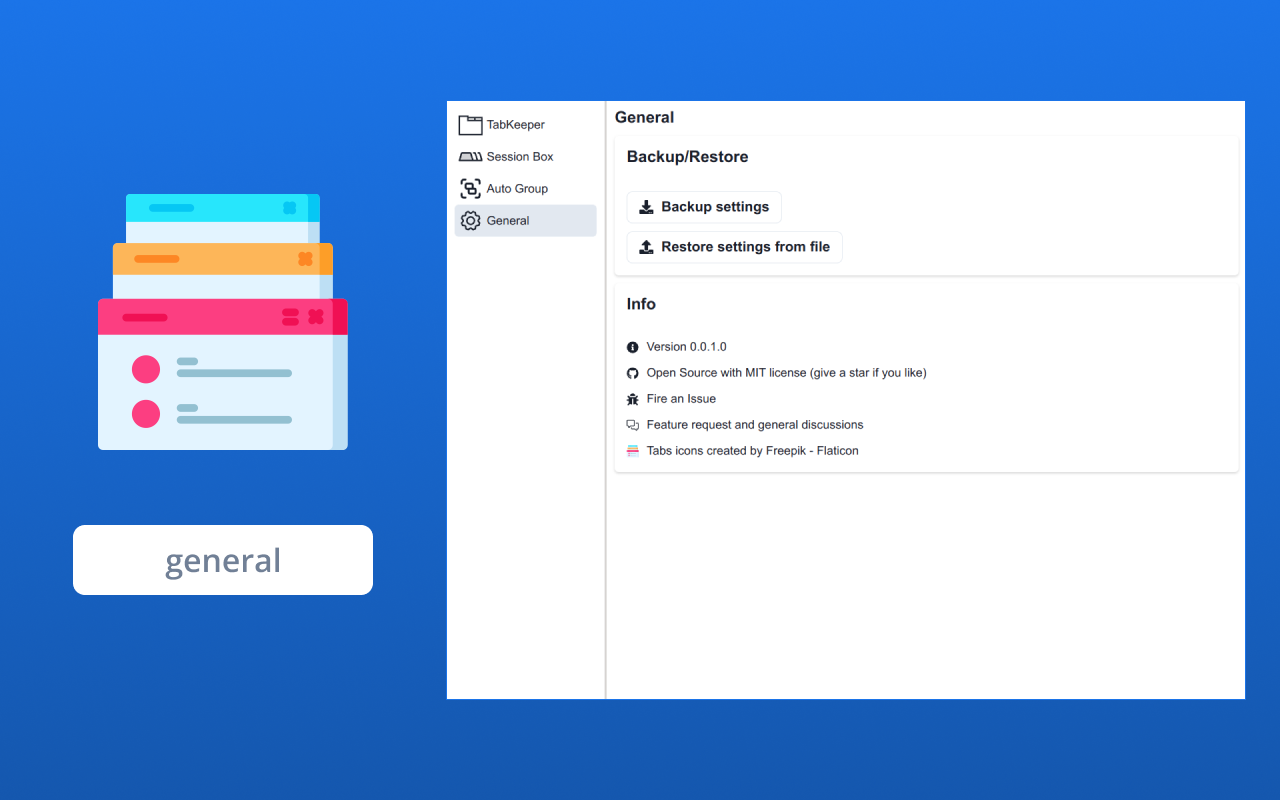 general
TabKeeper
Session Box
Auto Group
General
General
Backup/Restore
Backup settings
Restore settings from file
Info
Version 0.0.1.0
Open Source with MIT license (give a star if you like)
Fire an Issue
Feature request and general discussions
Tabs icons created by Freepik - Flaticon